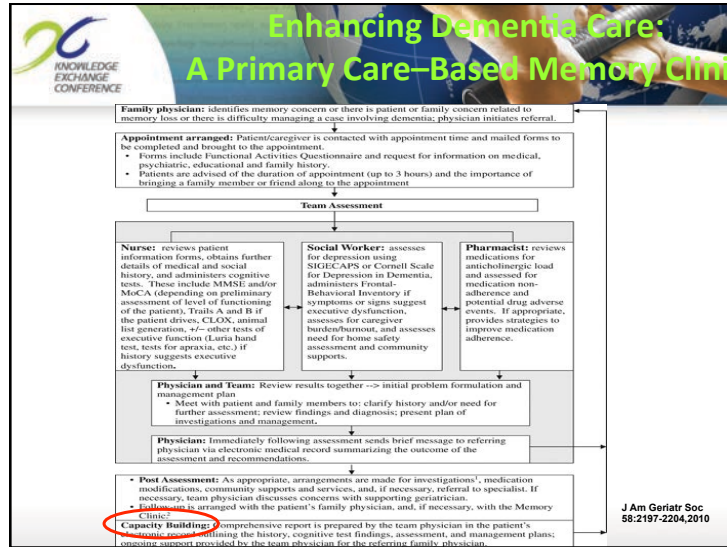 Enhancing Dementia Care:
A Primary Care–Based Memory Clini
KNOWLEDGE
EXCHANGE
CONFERENCE
Family physician: identifies memory concern or there is patient or family concern related to
memory loss or there is difficulty managing a case involving dementia; physician initiates referral.
Appointment arranged: Patient/caregiver is contacted with appointment time and mailed forms to
be completed and brought to the appointment.
• Forms include Functional Activities Questionnaire and request for information on medical,
psychiatric, educational and family history.
• Patients are advised of the duration of appointment (up to 3 hours) and the importance of
bringing a family member or friend along to the appointment
Team Assessment
Nurse: reviews patient
information forms, obtains further
details of medical and social
history, and administers cognitive
tests. These include MMSE and/or
MoCA (depending on preliminary
assessment of level of functioning
of the patient), Trails A and B if
the patient drives, CLOX, animal
list generation, +/− other tests of
executive function (Luria hand
test, tests for apraxia, etc.) if
history suggests executive
dysfunction.
Social Worker: assesses
for depression using
SIGECAPS or Cornell Scale
for Depression in Dementia,
administers Frontal-
Behavioral Inventory if
symptoms or signs suggest
executive dysfunction,
assesses for caregiver
burden/burnout, and assesses
need for home safety
assessment and community
supports.
Pharmacist: reviews
medications for
anticholinergic load
and assessed for
medication non-
adherence and
potential drug adverse
events. If appropriate,
provides strategies to
improve medication
adherence.
Physician and Team: Review results together --> initial problem formulation and
management plan
• Meet with patient and family members to: clarify history and/or need for
further assessment; review findings and diagnosis; present plan of
investigations and management.
Physician: Immediately following assessment sends brief message to referring
physician via electronic medical record summarizing the outcome of the
assessment and recommendations.
• Post Assessment: As appropriate, arrangements are made for investigations¹, medication
modifications, community supports and services, and, if necessary, referral to specialist. If
necessary, team physician discusses concerns with supporting geriatrician.
• Follow-up is arranged with the patient's family physician, and, if necessary, with the Memory
Clinic.²
Capacity Building: Comprehensive report is prepared by the team physician in the patient's
electronic record outlining the history, cognitive test findings, assessment, and management plans;
ongoing support provided by the team physician for the referring family physician.
J Am Geriatr Soc
58:2197-2204,2010